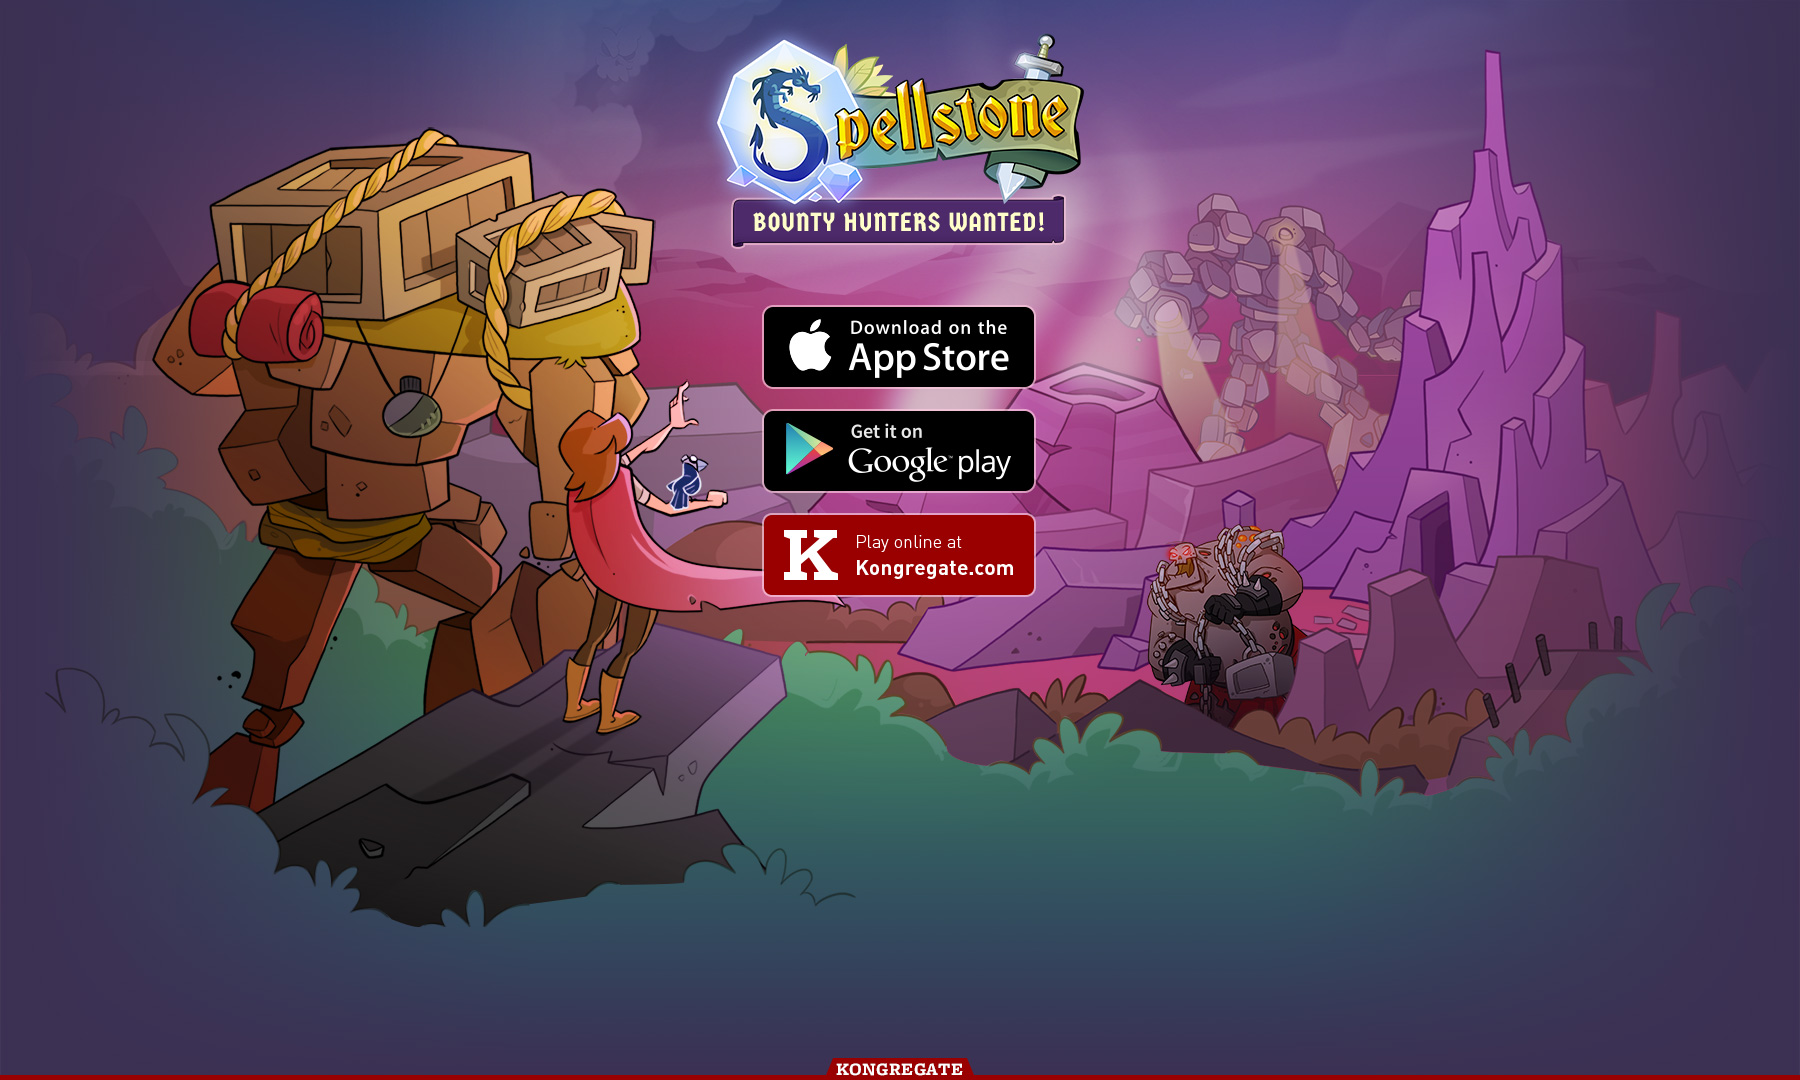 Spellstone
BOUNTY HUNTERS WANTED!
Download on the
App Store
Get it on
Google play
K
Play online at
Kongregate.com
KONGREGATE